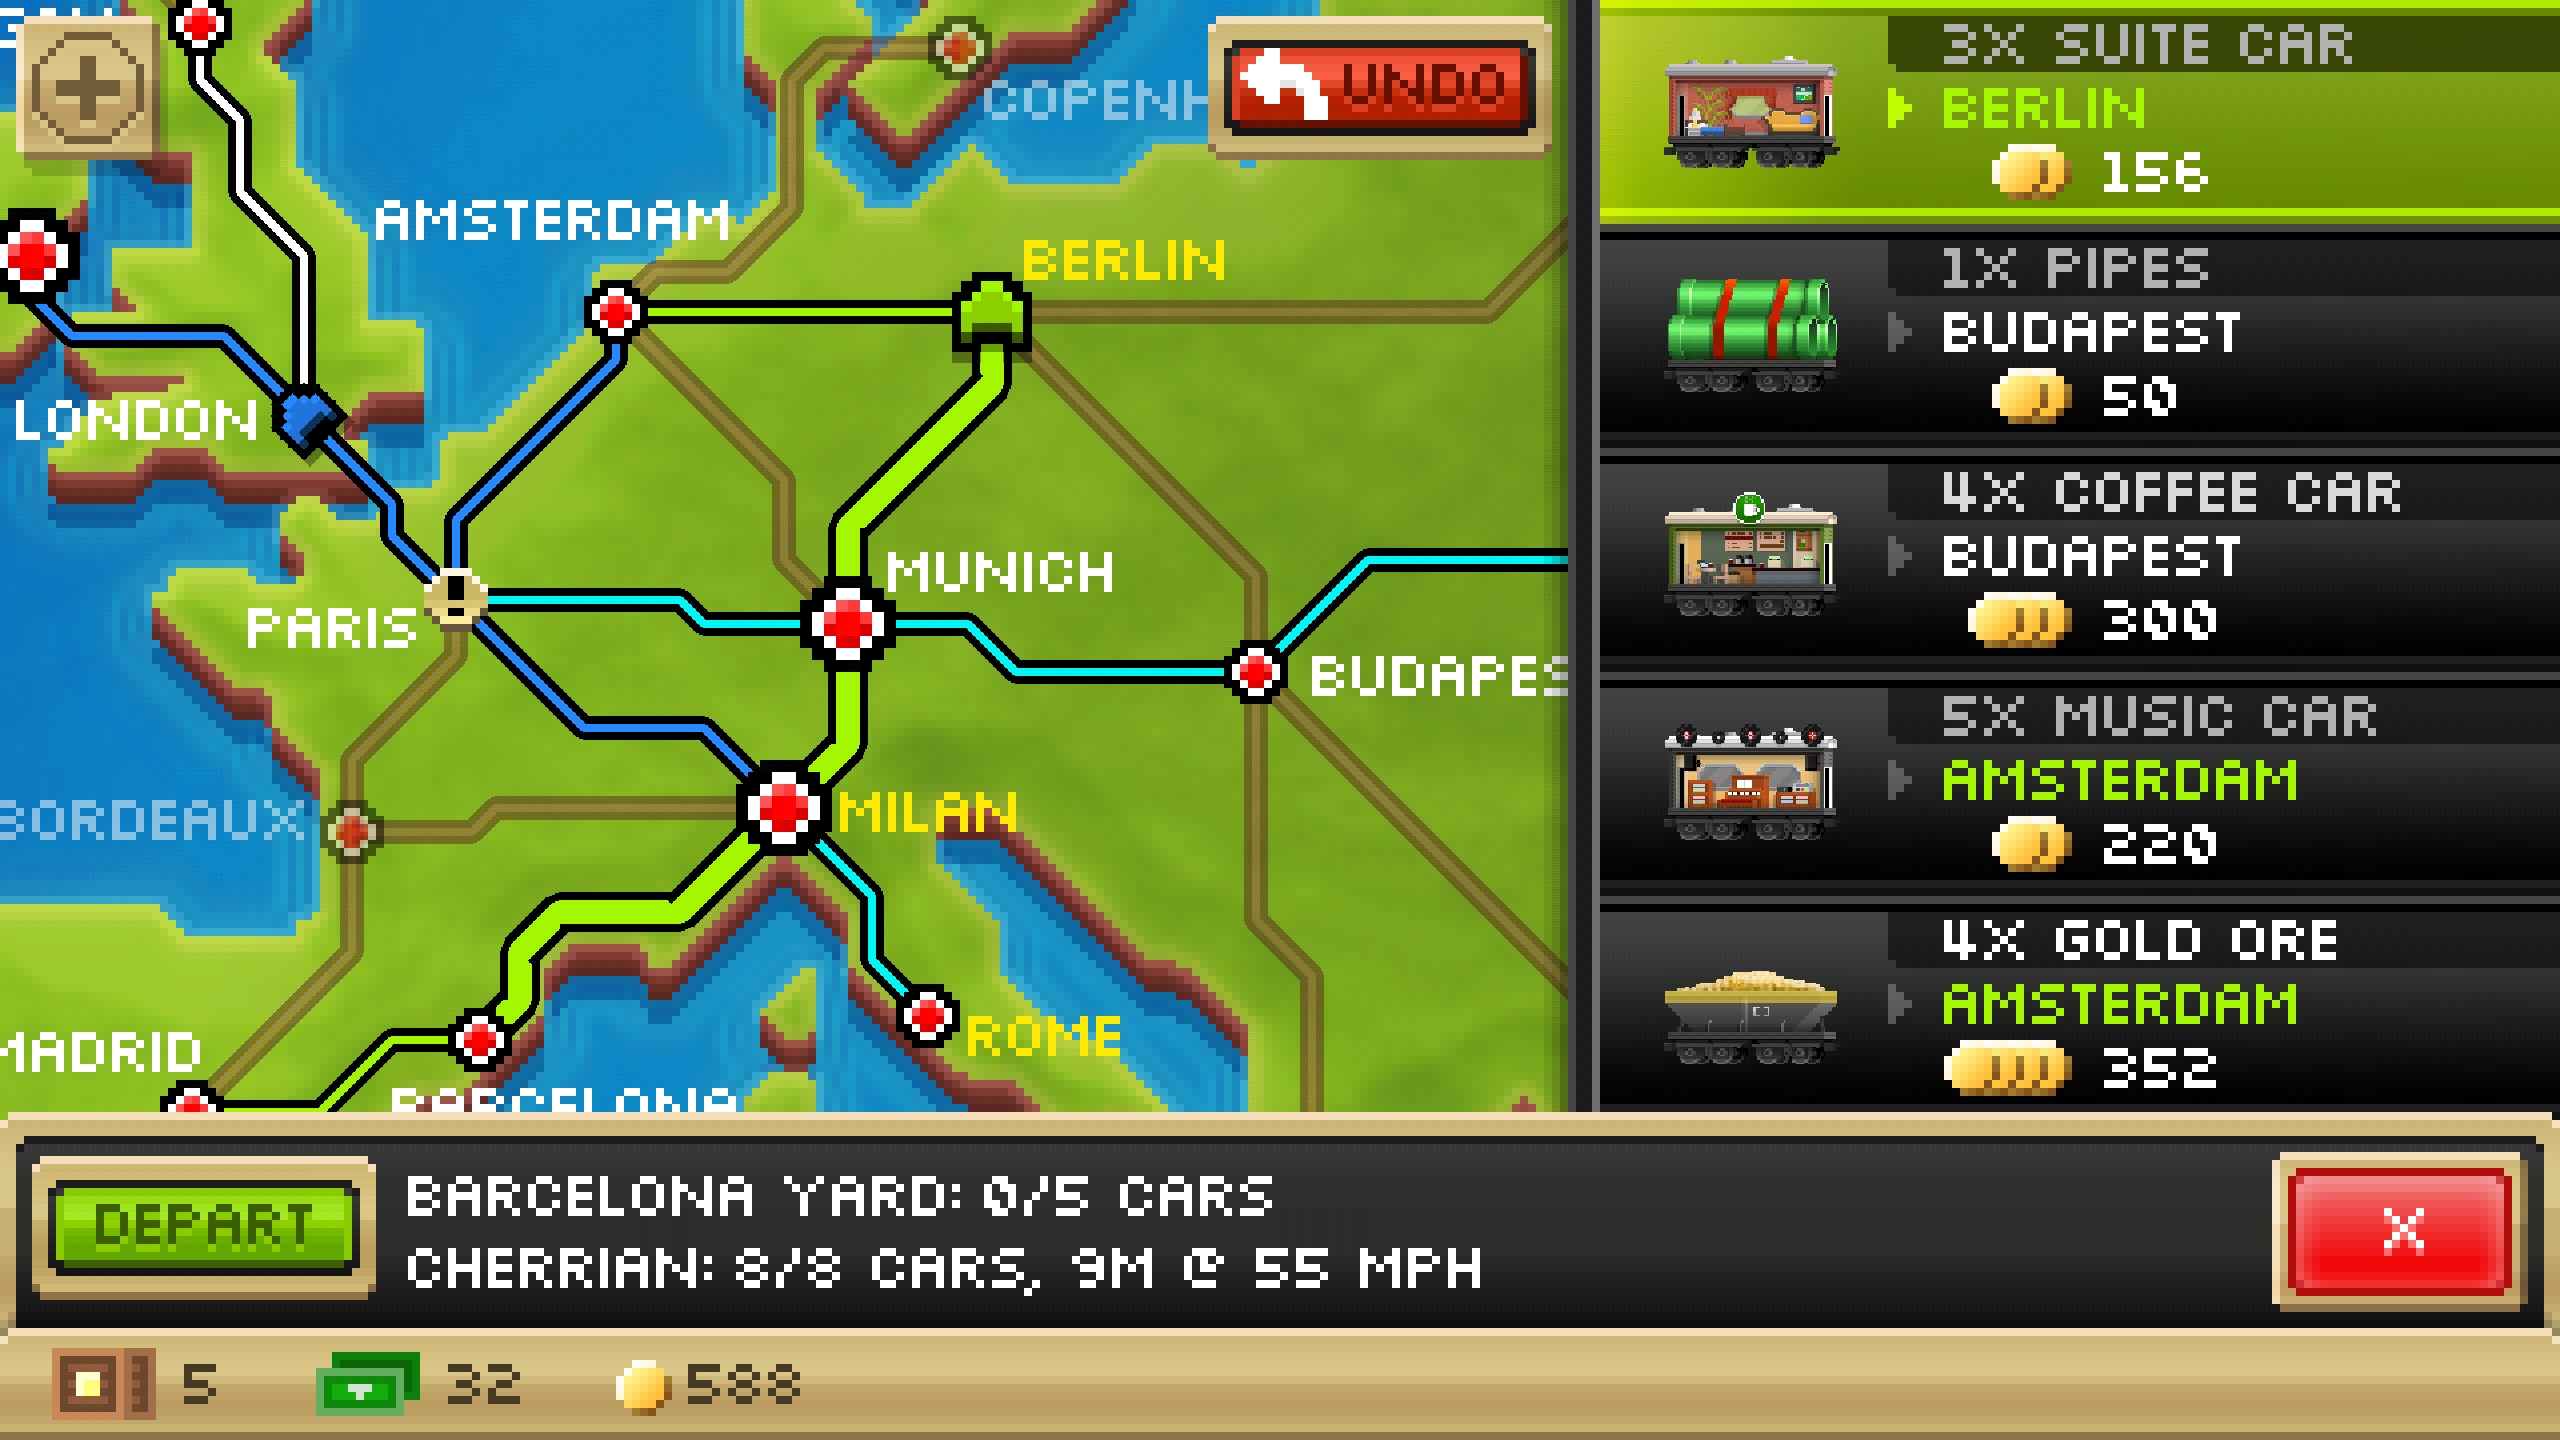 COPENH
UNDO
AMSTERDAM
BERLIN
LONDON
MUNICH
PARIS
BUDAPES
BORDEAUX
MILAN
MADRID
ROME
BARCELONA
3X SUITE CAR
BERLIN
156
1X PIPES
BUDAPEST
50
4X COFFEE CAR
BUDAPEST
300
5X MUSIC CAR
AMSTERDAM
220
4X GOLD ORE
AMSTERDAM
352
DEPART
BARCELONA YARD: 0/5 CARS
CHERRIAN: 8/8 CARS, 9M @ 55 MPH
X
5
32
588